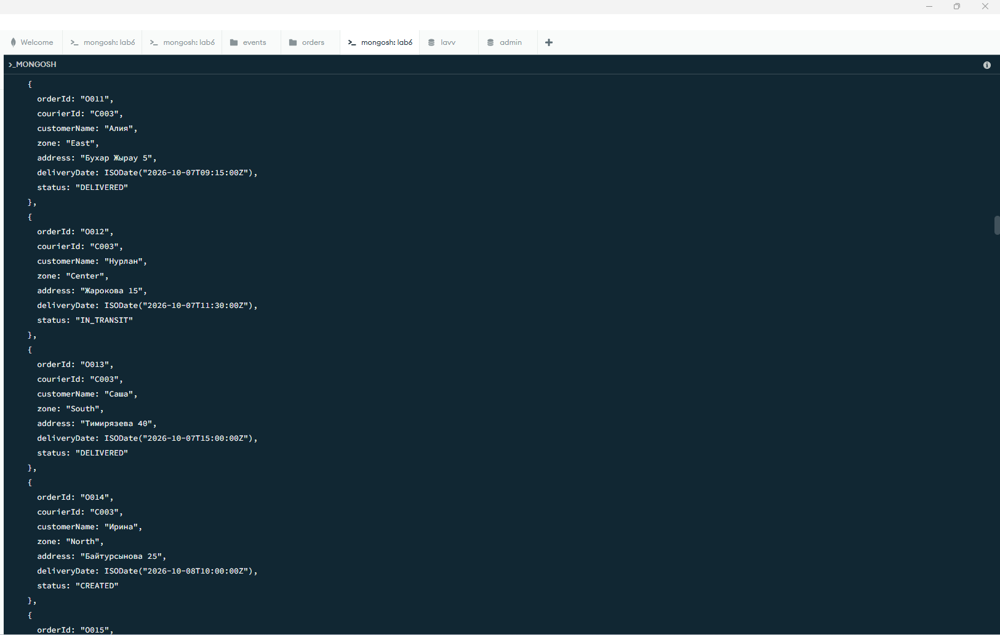 Welcome
mongosh: lab6
mongosh: lab6
events
orders
mongosh: lab6
lavv
admin
>_MONGOSH
{
orderId: "O011",
courierId: "C003",
customerName: "Алия",
zone: "East",
address: "Бухар Жырау 5",
deliveryDate: ISODate("2026-10-07T09:15:00Z"),
status: "DELIVERED"
},
{
orderId: "O012",
courierId: "C003",
customerName: "Нурлан",
zone: "Center",
address: "Жарокова 15",
deliveryDate: ISODate("2026-10-07T11:30:00Z"),
status: "IN_TRANSIT"
},
{
orderId: "O013",
courierId: "C003",
customerName: "Саша",
zone: "South",
address: "Тимирязева 40",
deliveryDate: ISODate("2026-10-07T15:00:00Z"),
status: "DELIVERED"
},
{
orderId: "O014",
courierId: "C003",
customerName: "Ирина",
zone: "North",
address: "Байтурсынова 25",
deliveryDate: ISODate("2026-10-08T10:00:00Z"),
status: "CREATED"
},
{
orderId: "O015",